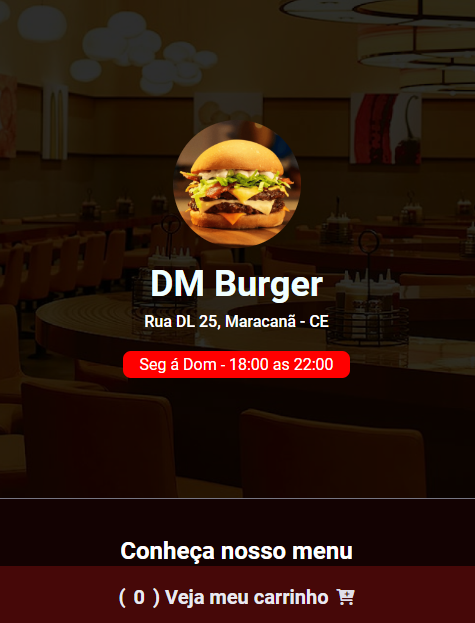 DM Burger
Rua DL 25, Maracanã - CE
Seg á Dom - 18:00 as 22:00
Conheça nosso menu
( 0 ) Veja meu carrinho